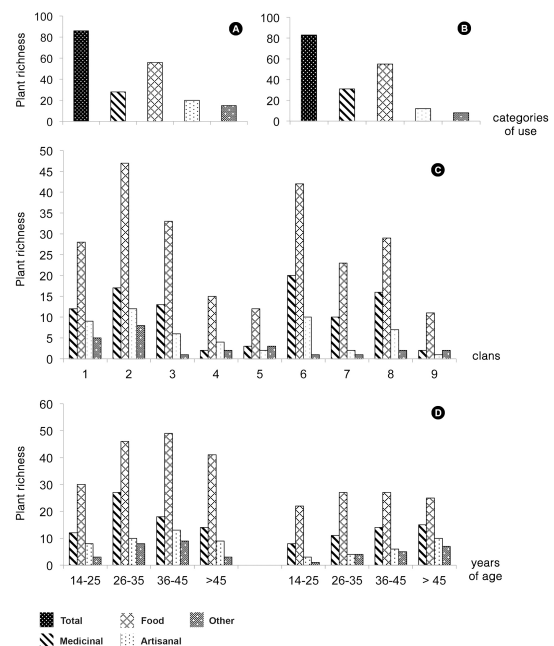 A
B
Plant richness
100
80
60
40
20
0
100
80
60
40
20
0
categories
of use
C
Plant richness
50
45
40
35
30
25
20
15
10
5
0
1 2 3 4 5 6 7 8 9
clans
D
Plant richness
60
50
40
30
20
10
0
14-25 26-35 36-45 >45 14-25 26-35 36-45 > 45
years
of age
Total Food Other
Medicinal Artisanal